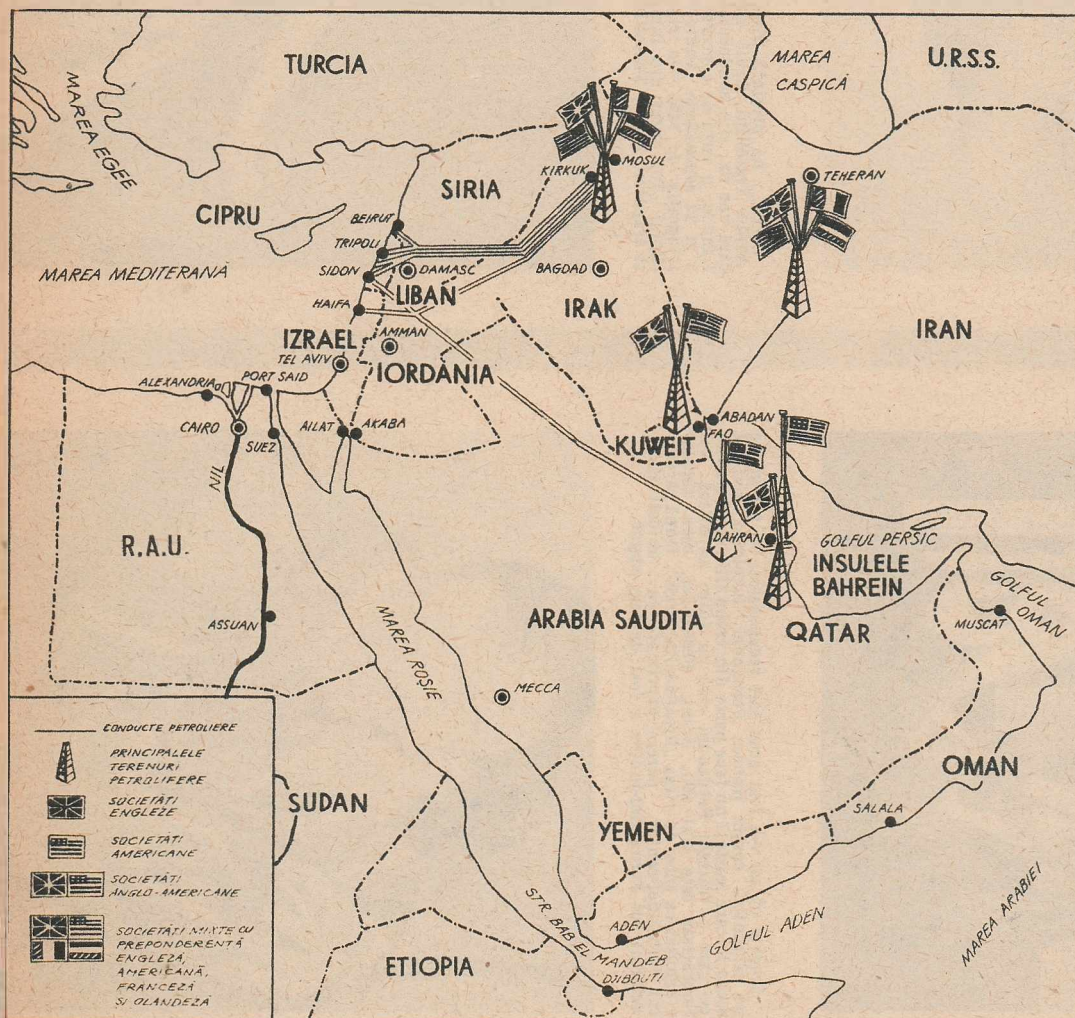 TURCIA
MAREA
CASPICĂ
U.R.S.S.
MAREA EGEE
MOSUL
KIRKUK
TEHERAN
SIRIA
CIPRU
BEIRUT
TRIPOLI
MAREA MEDITERANĂ
SIDON
DAMASC
BAGDAD
LIBAN
IRAK
HAIFA
IRAN
IZRAEL
AMMAN
TEL AVIV
IORDANIA
PORT SAID
ALEXANDRIA
CAIRO
SUEZ
AILAT
AKABA
ABADAN
FAO
KUWEIT
NIL
R.A.U.
DAHRAN
GOLFUL PERSIC
INSULELE
BAHREIN
GOLFUL
OMAN
ASSUAN
MAREA ROȘIE
ARABIA SAUDITĂ
QATAR
MUSCAT
MECCA
OMAN
SUDAN
YEMEN
SALALA
STR. BAB EL MANDEB
ADEN
GOLFUL ADEN
MAREA ARABIEI
ETIOPIA
DJIBOUTI
CONDUCTE PETROLIERE
PRINCIPALELE
TERENURI
PETROLIFERE
SOCIETĂȚI
ENGLEZE
SOCIETĂȚI
AMERICANE
SOCIETĂȚI
ANGLO-AMERICANE
SOCIETĂȚI MIXTE CU
PREPONDERENȚĂ
ENGLEZĂ,
AMERICANĂ,
FRANCEZĂ
SI OLANDEZĂ